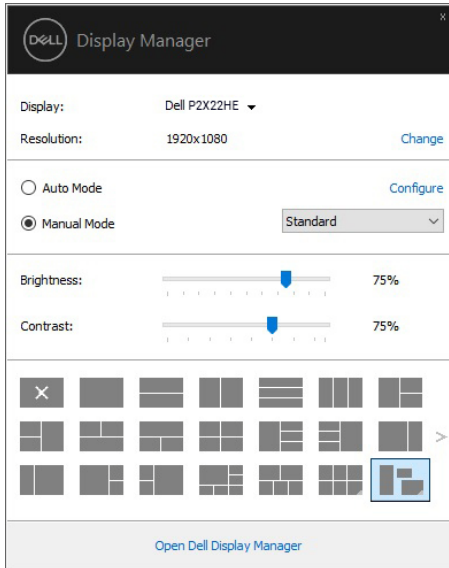 x
DELL Display Manager
Display: Dell P2X22HE
Resolution: 1920x1080 Change
Auto Mode Configure
Manual Mode Standard
Brightness: 75%
Contrast: 75%
Open Dell Display Manager